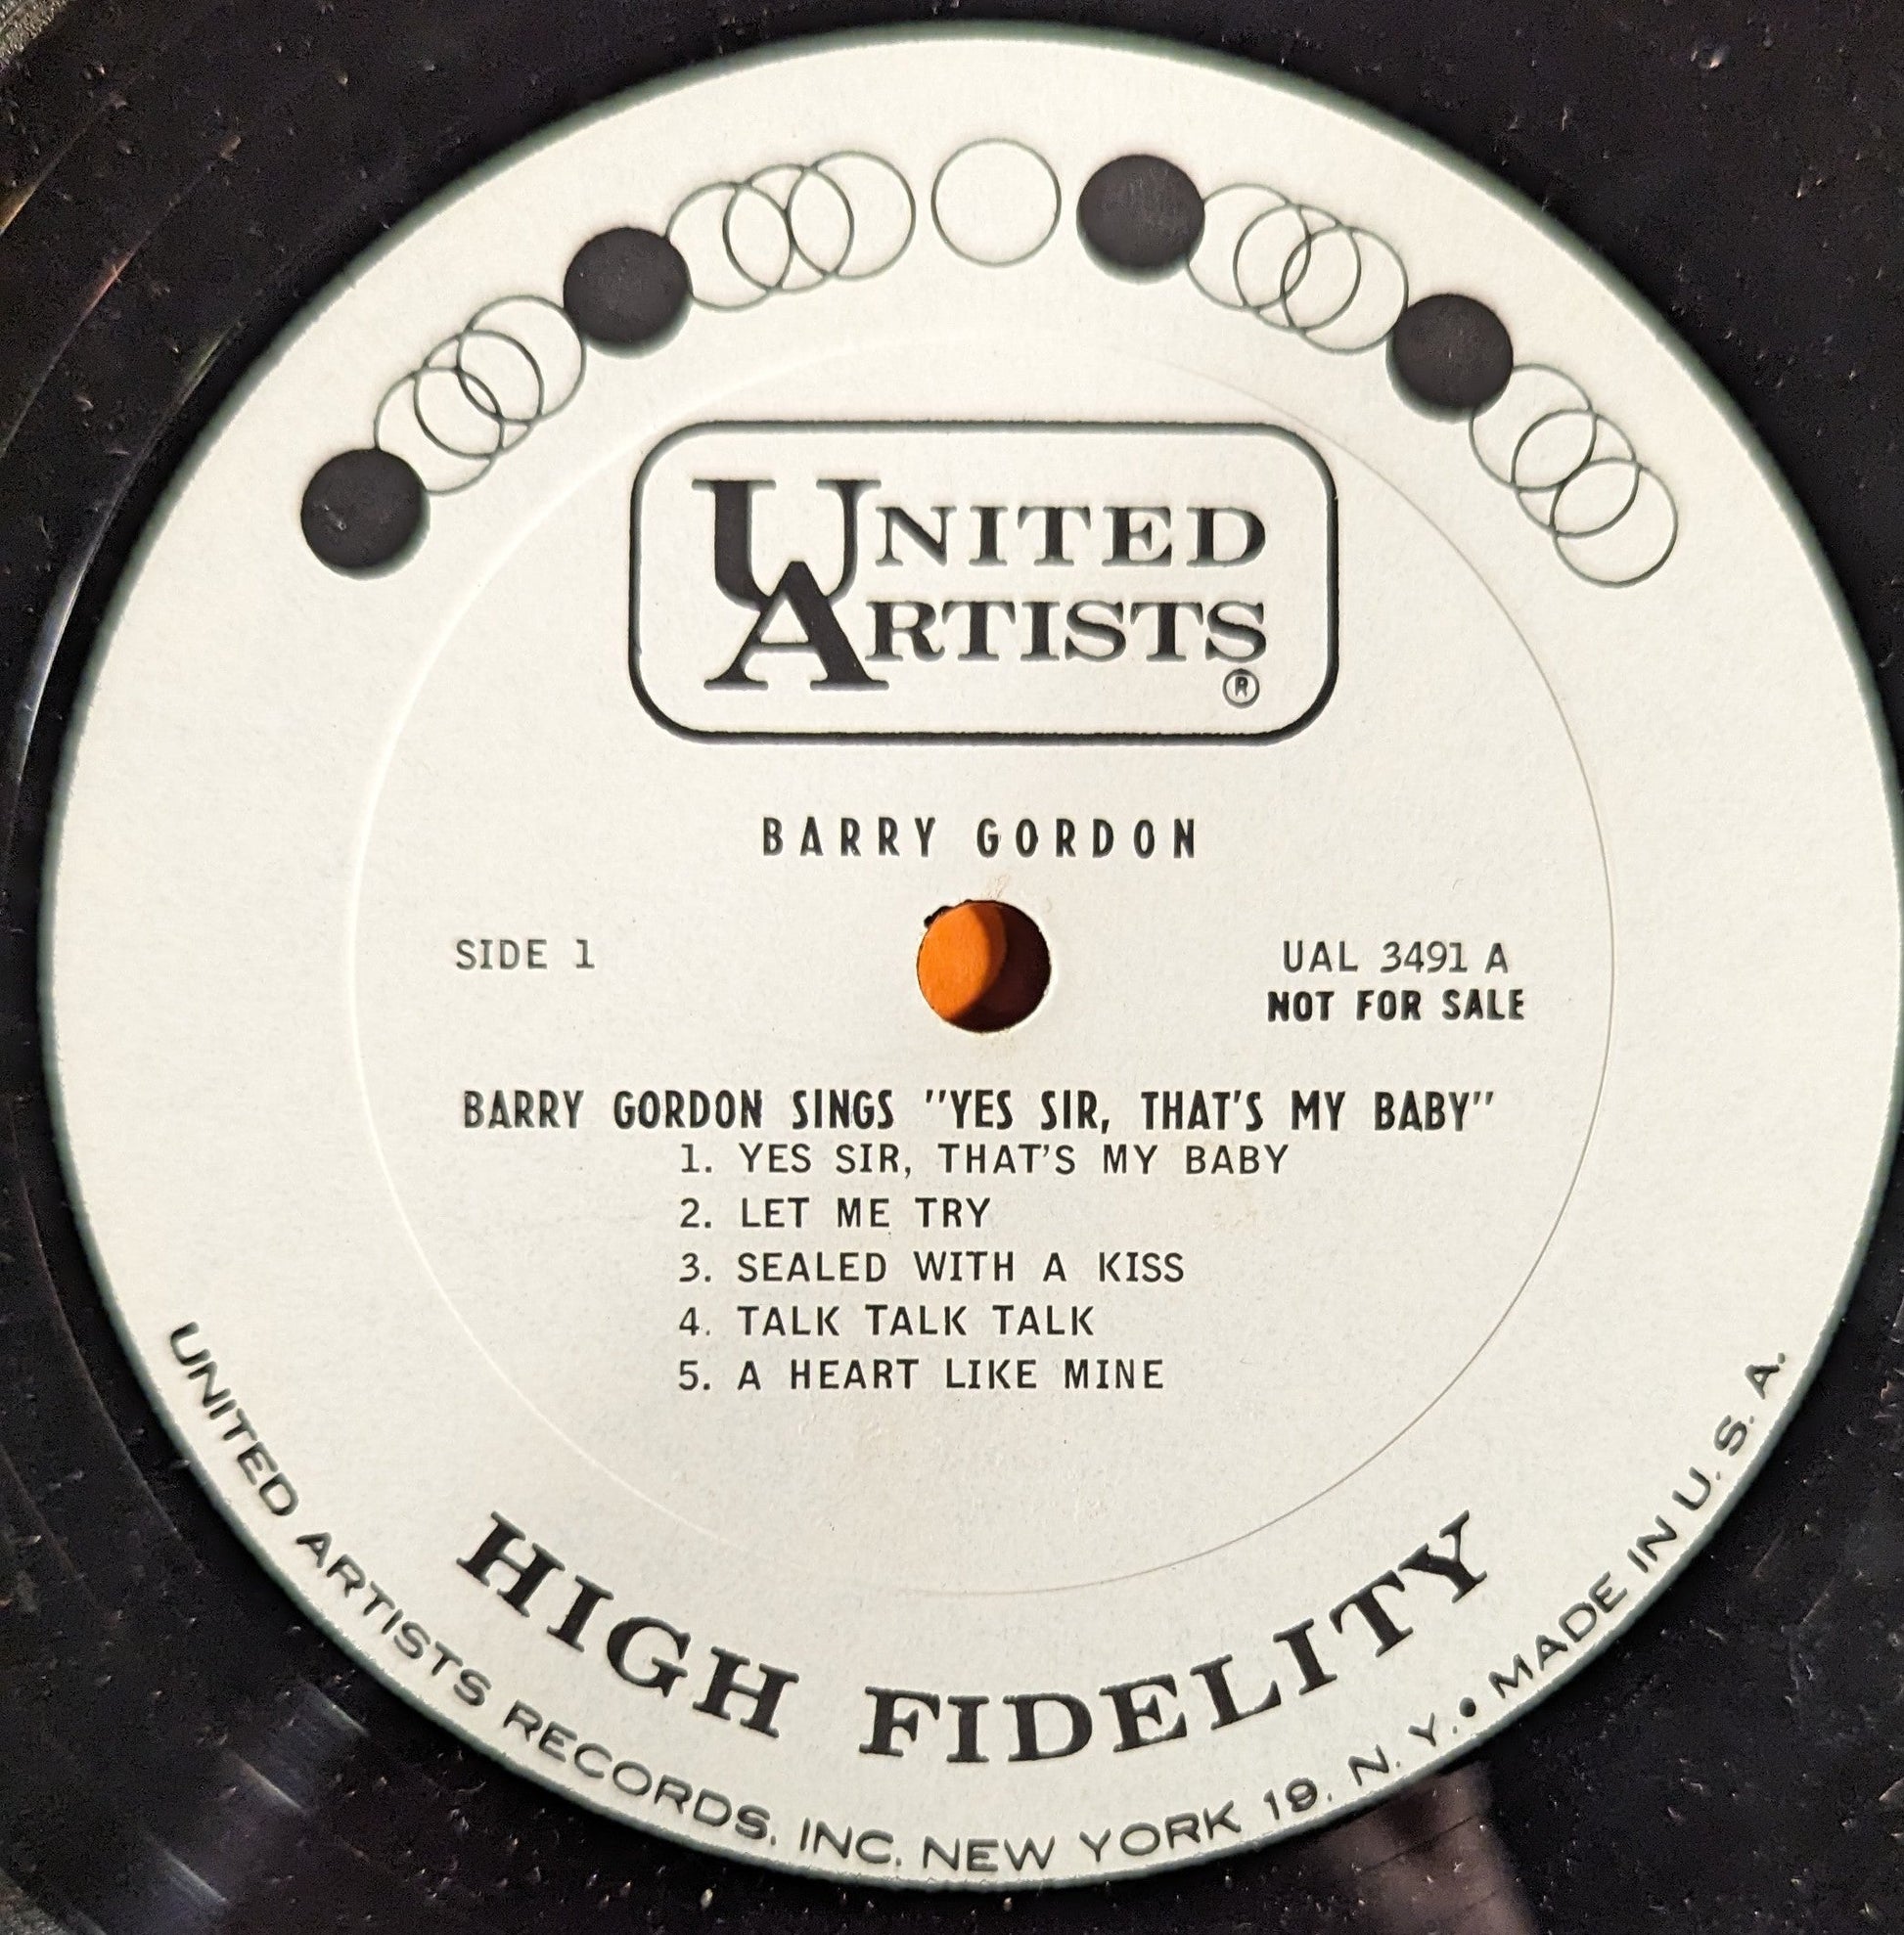 UNITED
ARTISTS
®
BARRY GORDON
SIDE 1
UAL 3491 A
NOT FOR SALE
BARRY GORDON SINGS "YES SIR, THAT'S MY BABY"
1. YES SIR, THAT'S MY BABY
2. LET ME TRY
3. SEALED WITH A KISS
4. TALK TALK TALK
5. A HEART LIKE MINE
HIGH FIDELITY
UNITED ARTISTS RECORDS, INC. NEW YORK 19, N. Y. • MADE IN U. S. A.